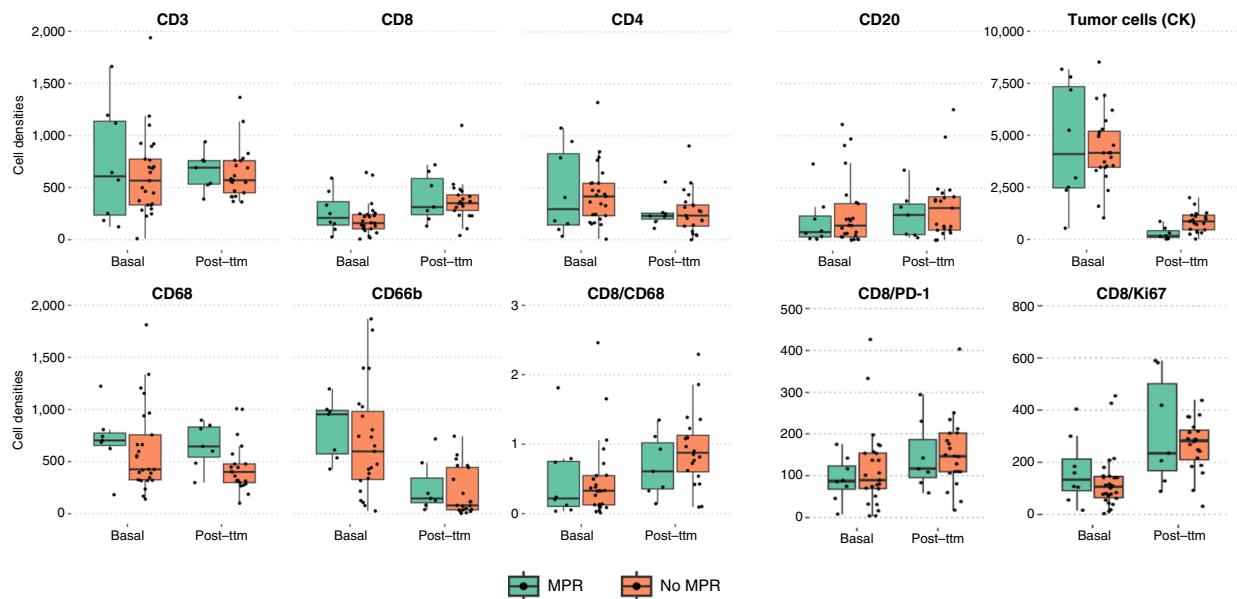 CD3 CD8 CD4 CD20 Tumor cells (CK)
2,000 10,000
1,500 7,500
1,000 5,000
500 2,500
0 0
Cell densities
Basal Post–ttm Basal Post–ttm Basal Post–ttm Basal Post–ttm Basal Post–ttm
CD68 CD66b CD8/CD68 CD8/PD-1 CD8/Ki67
2,000 3 500 800
1,500 2 400 600
1,000 1 300 400
500 0 200 200
0 100 0
0
Cell densities
Basal Post–ttm Basal Post–ttm Basal Post–ttm Basal Post–ttm Basal Post–ttm
MPR No MPR